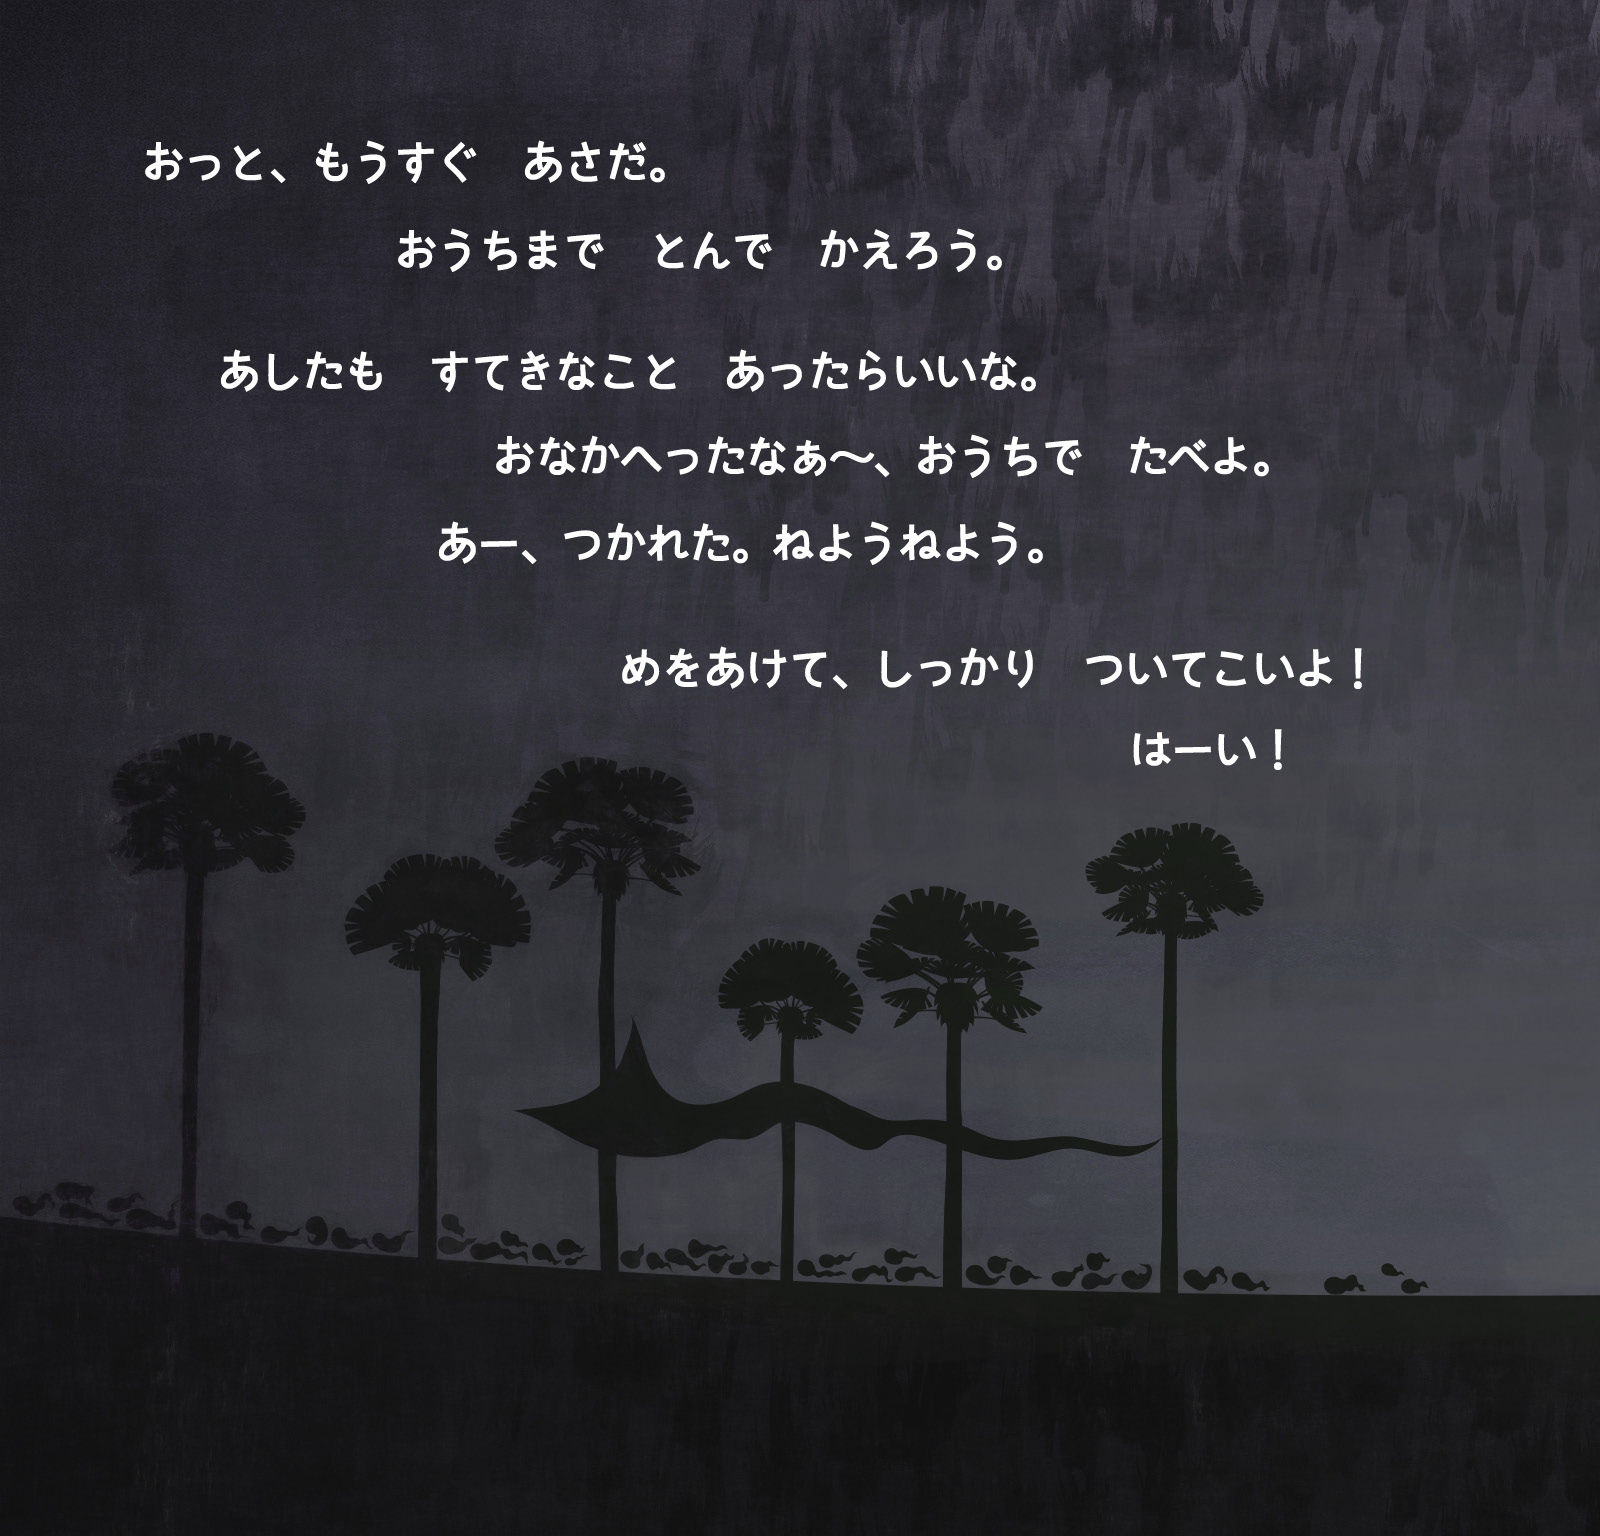 おっと、もうすぐ　あさだ。
おうちまで　とんで　かえろう。
あしたも　すてきなこと　あったらいいな。
おなかへったなぁ〜、おうちで　たべよ。
あー、つかれた。ねようねよう。
めをあけて、しっかり　ついてこいよ！
はーい！